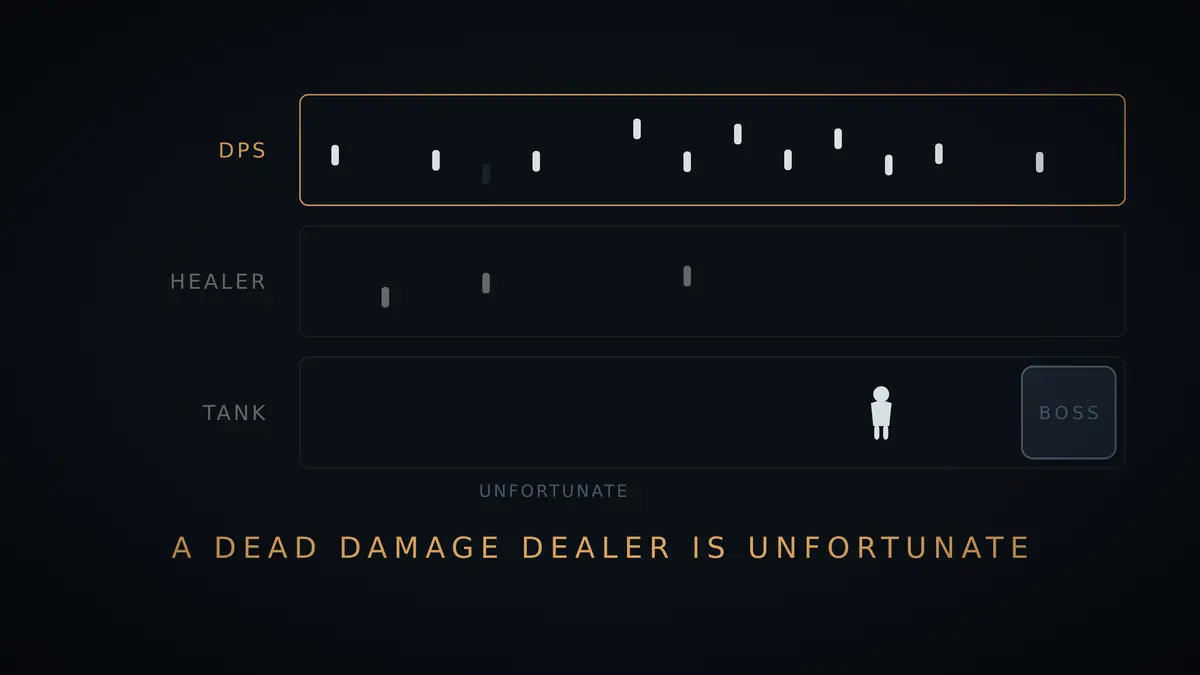 DPS
HEALER
TANK
BOSS
UNFORTUNATE
A DEAD DAMAGE DEALER IS UNFORTUNATE